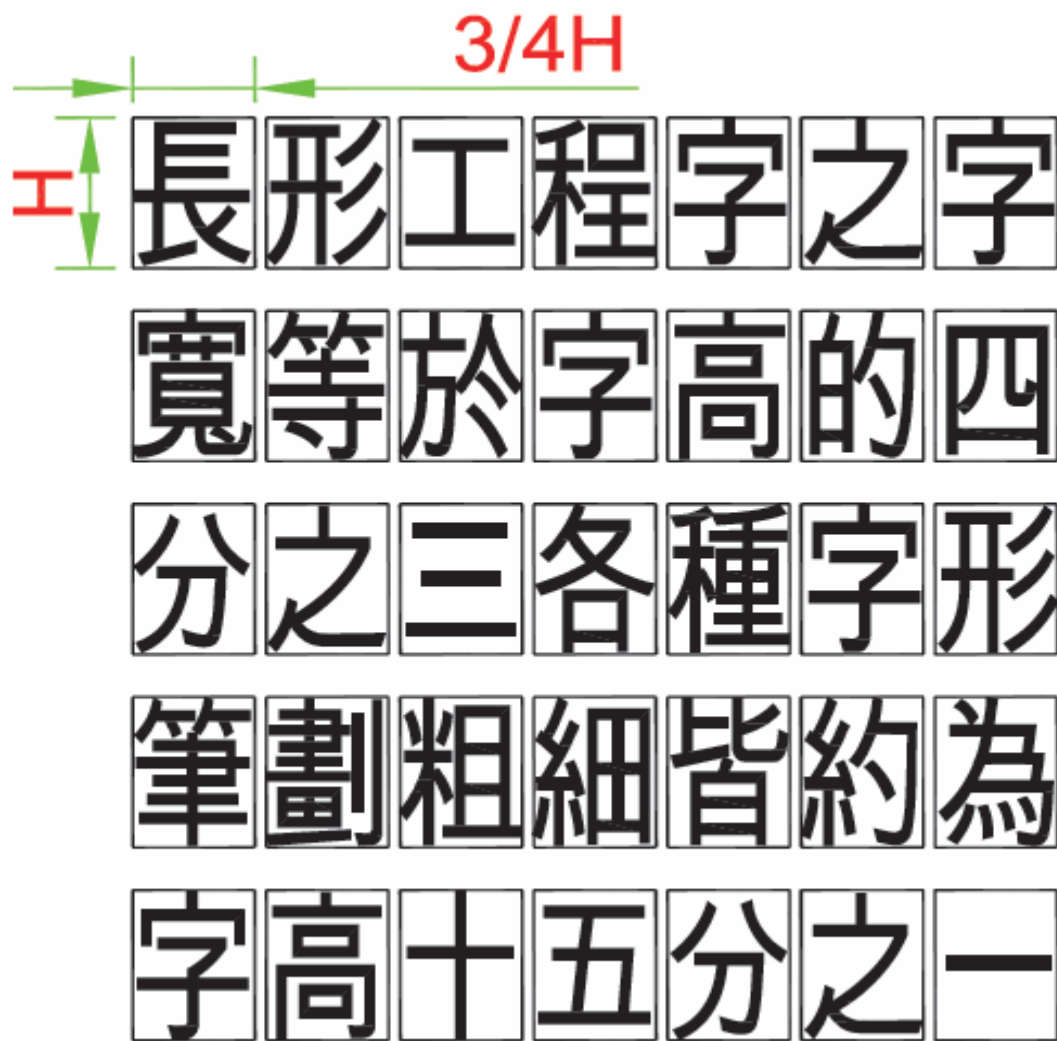 3/4H
H
長形工程字之字
寬等於字高的四
分之三各種字形
筆劃粗細皆約為
字高十五分之一